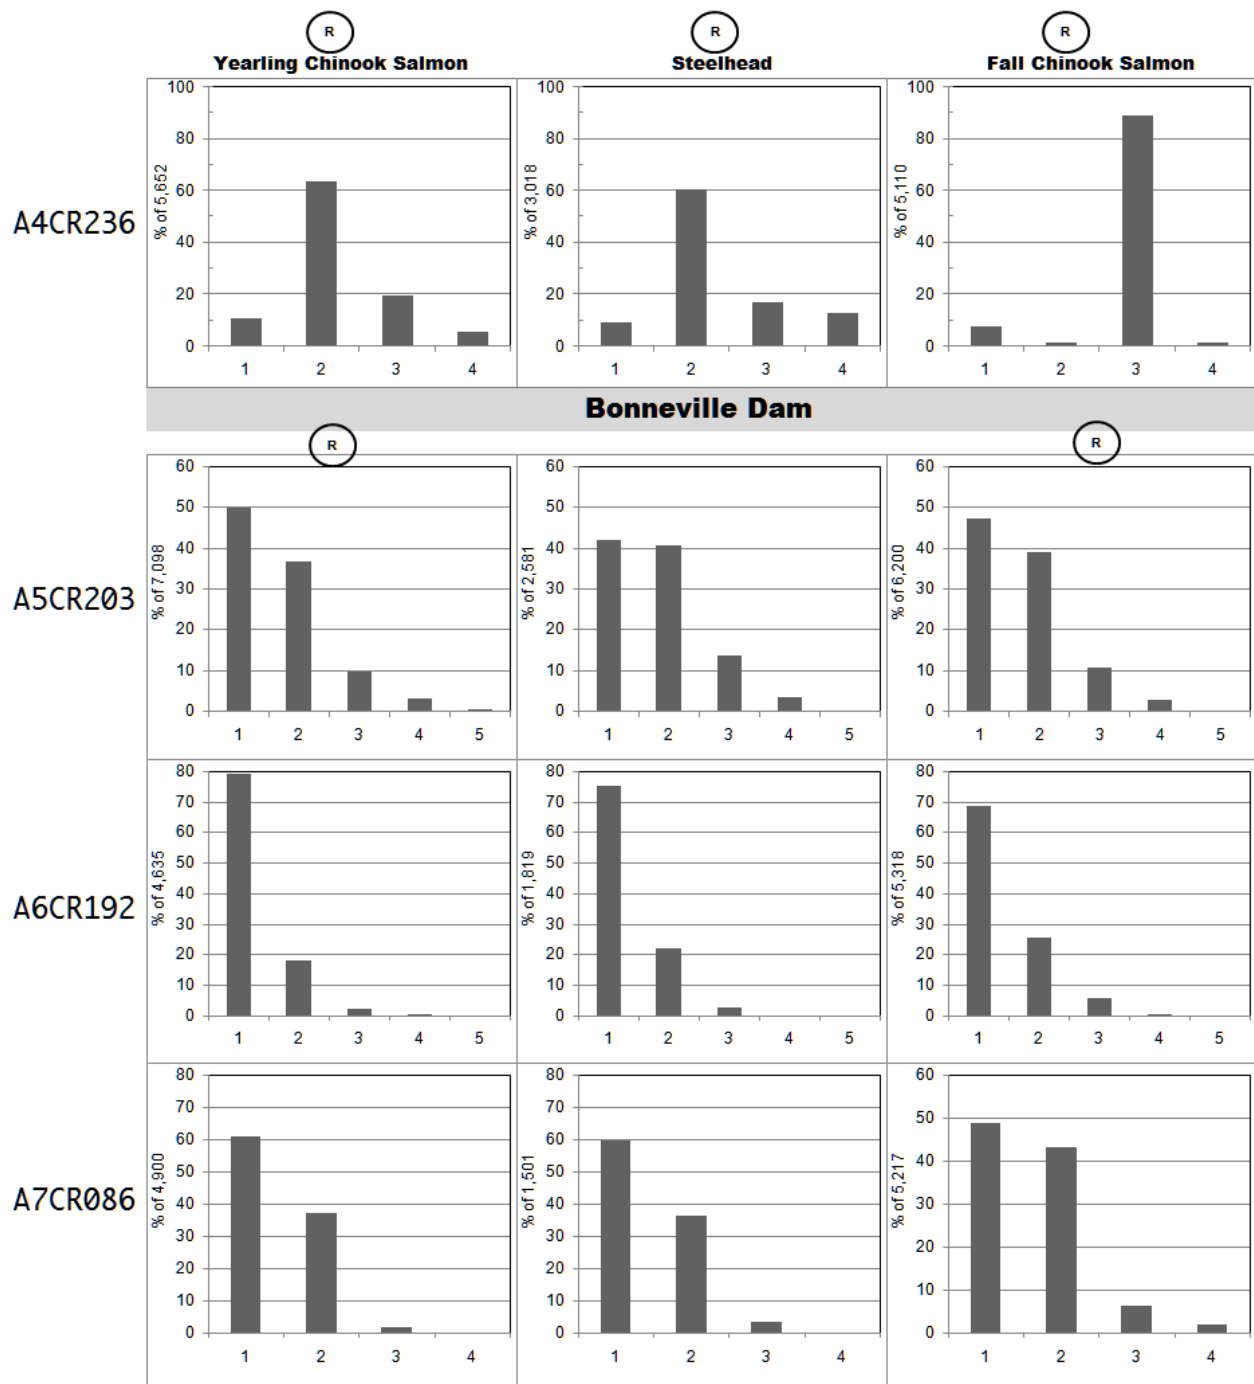 R R R
Yearling Chinook Salmon Steelhead Fall Chinook Salmon
A4CR236
% of 5,652
100
80
60
40
20
0
1 2 3 4
% of 3,018
100
80
60
40
20
0
1 2 3 4
% of 5,110
100
80
60
40
20
0
1 2 3 4
Bonneville Dam
R R
A5CR203
% of 7,098
60
50
40
30
20
10
0
1 2 3 4 5
% of 2,581
60
50
40
30
20
10
0
1 2 3 4 5
% of 6,200
60
50
40
30
20
10
0
1 2 3 4 5
A6CR192
% of 4,635
80
70
60
50
40
30
20
10
0
1 2 3 4 5
% of 1,819
80
70
60
50
40
30
20
10
0
1 2 3 4 5
% of 5,318
80
70
60
50
40
30
20
10
0
1 2 3 4 5
A7CR086
% of 4,900
80
70
60
50
40
30
20
10
0
1 2 3 4
% of 1,501
80
70
60
50
40
30
20
10
0
1 2 3 4
% of 5,217
60
50
40
30
20
10
0
1 2 3 4